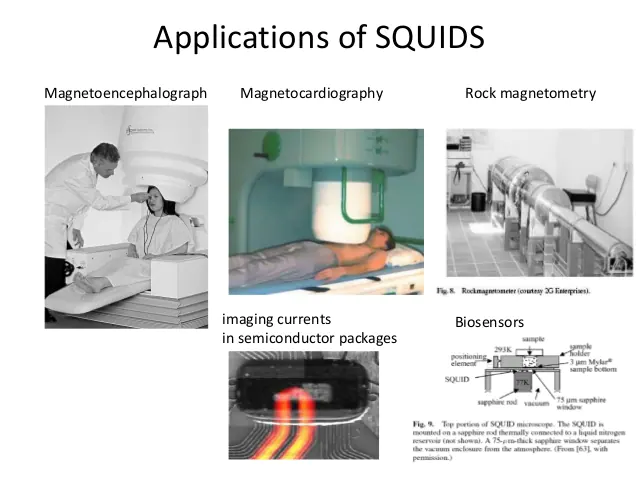 Applications of SQUIDS
Magnetoencephalograph
Magnetocardiography
Rock magnetometry
Fig. 8. Rockmagnetometer (courtesy 2G Enterprises).
imaging currents
in semiconductor packages
Biosensors
sample
293K
sample
holder
positioning
element
3 µm Mylar®
sample bottom
SQUID
77K
sapphire rod
vacuum
75 µm sapphire
window
Fig. 9. Top portion of SQUID microscope. The SQUID is
mounted on a sapphire rod thermally connected to a liquid nitrogen
reservoir (not shown). A 75-µm-thick sapphire window separates
the vacuum enclosure from the atmosphere. (From [63], with
permission.)